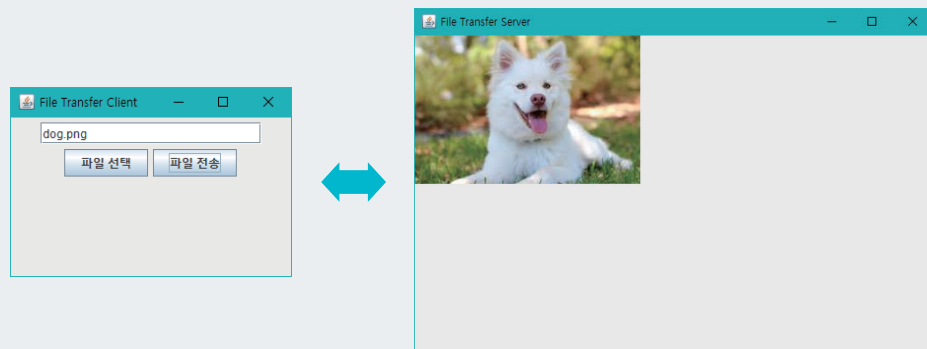 File Transfer Client
dog.png
파일 선택 파일 전송
File Transfer Server